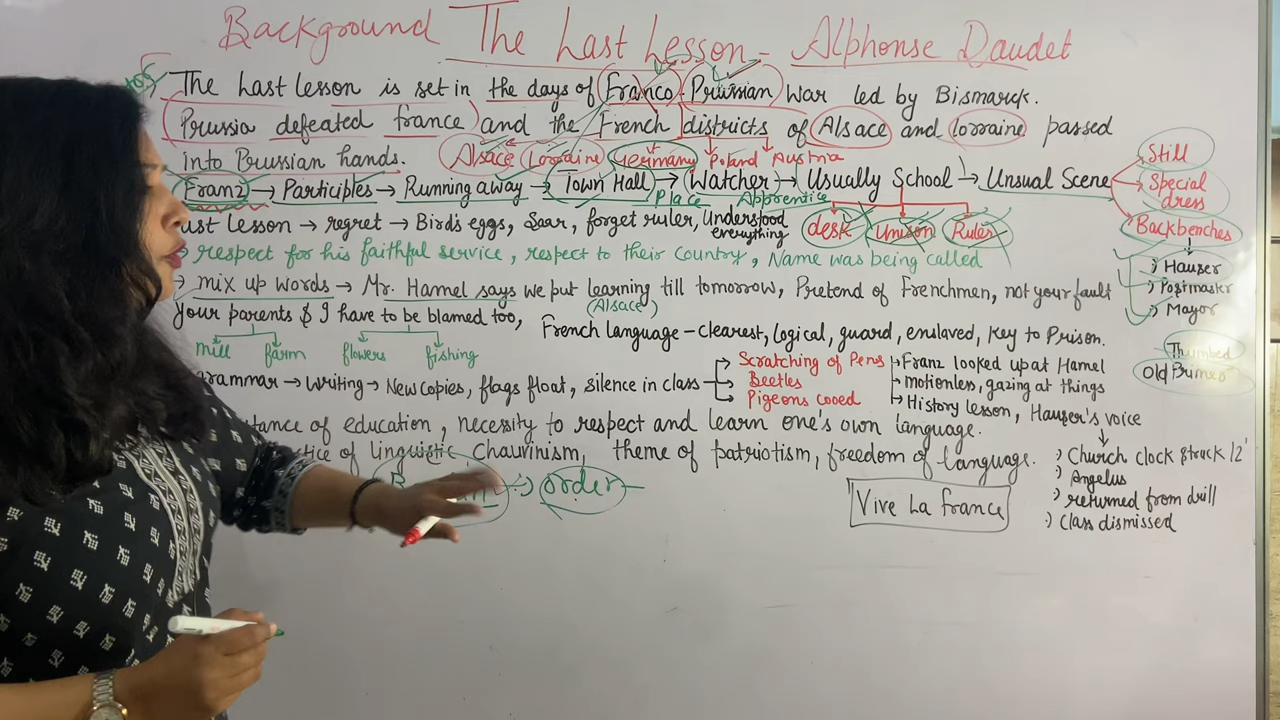 Background The Last Lesson - Alphonse Daudet
The Last lesson is set in the days of Franco Prussian War led by Bismarck.
Prussia defeated france and the French districts of Alsace and Lorraine passed
into Prussian hands. Alsace Lorraine Germany Poland Austria
Franz → Participles → Running away → Town Hall → Watcher → Usually School → Unsual Scene
Place Apprentice
Still
Special dress
Backbenches
Hauser
Postmastr
Mayor
Lesson → regret → Bird's eggs, Saar, forget ruler, Understood everything
desk Unison Ruler
respect for his faithful service, respect to their country, Name was being called
mix up words → Mr. Hamel says we put learning till tomorrow, Pretend of Frenchmen, not your fault
(Alsace)
Your parents & I have to be blamed too, French language - clearest, logical, guard, enslaved, Key to Prison.
mill farm flowers fishing
Thumbed
Old Primer
grammar → Writing → New copies, flags float, silence in class
Scratching of Pens
Beetles
Pigeons cooed
Franz looked up at Hamel
motionless, gazing at things
History lesson, Hauser's voice
of education, necessity to respect and learn one's own language.
of linguistic Chauvinism, theme of patriotism, freedom of language.
order
Vive La france
Church clock struck 12
Angelus
returned from drill
Class dismissed